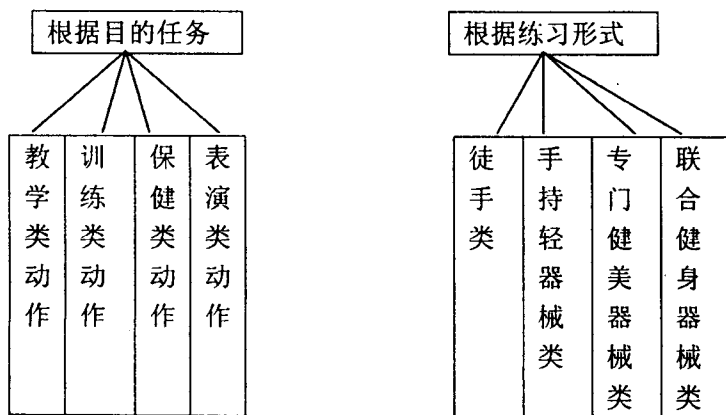 根据目的任务
教学类动作
训练类动作
保健类动作
表演类动作
根据练习形式
徒手类
手持轻器械类
专门健美器械类
联合健身器械类